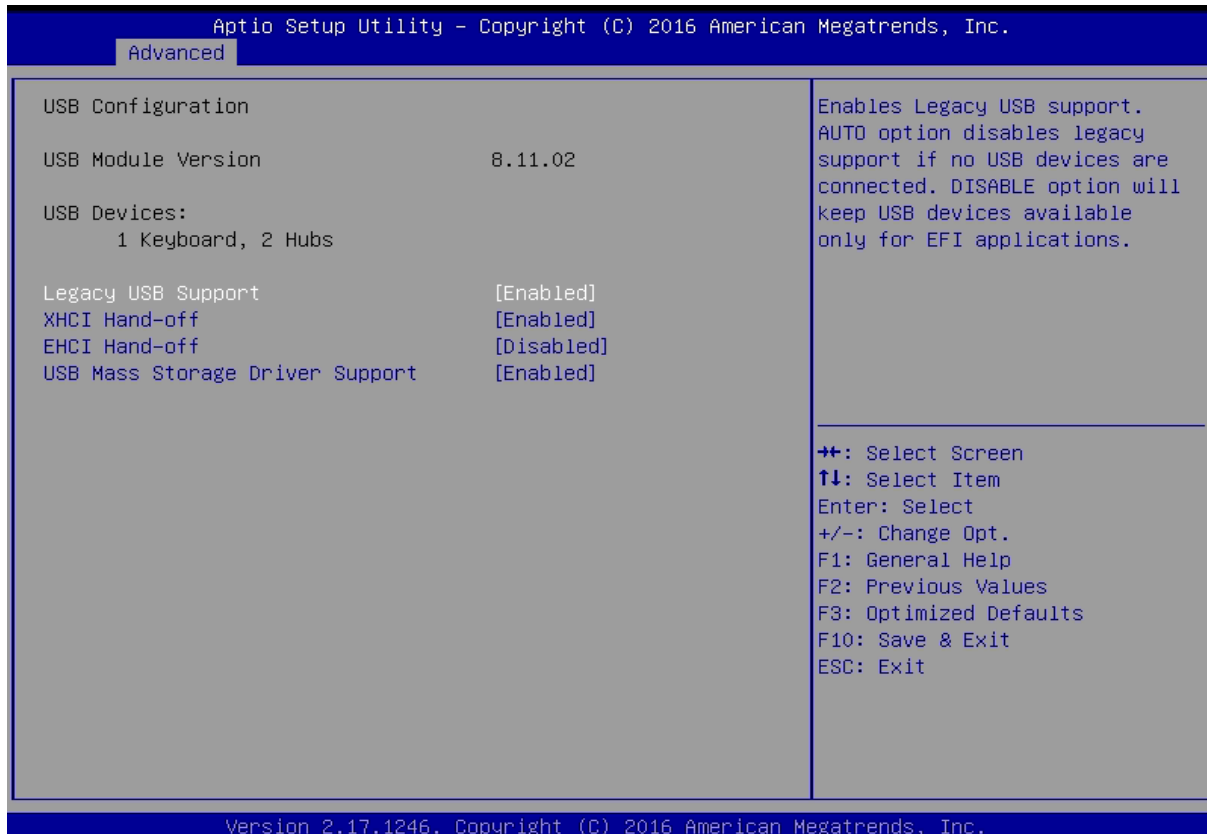 Aptio Setup Utility – Copyright (C) 2016 American Megatrends, Inc.
Advanced
USB Configuration
USB Module Version 8.11.02
USB Devices:
1 Keyboard, 2 Hubs
Legacy USB Support [Enabled]
XHCI Hand-off [Enabled]
EHCI Hand-off [Disabled]
USB Mass Storage Driver Support [Enabled]
Enables Legacy USB support.
AUTO option disables legacy
support if no USB devices are
connected. DISABLE option will
keep USB devices available
only for EFI applications.
→←: Select Screen
↑↓: Select Item
Enter: Select
+/-: Change Opt.
F1: General Help
F2: Previous Values
F3: Optimized Defaults
F10: Save & Exit
ESC: Exit
Version 2.17.1246. Copyright (C) 2016 American Megatrends, Inc.